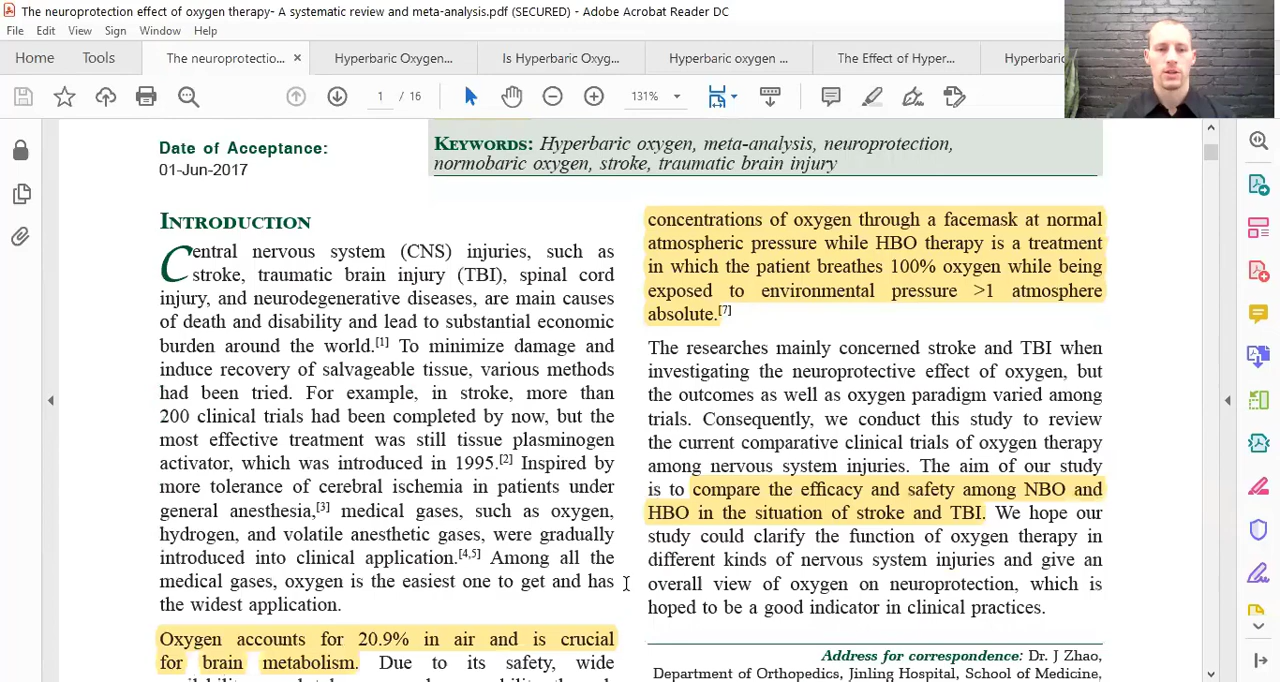 The neuroprotection effect of oxygen therapy- A systematic review and meta-analysis.pdf (SECURED) - Adobe Acrobat Reader DC
File Edit View Sign Window Help
Home Tools The neuroprotectio... × Hyperbaric Oxygen... Is Hyperbaric Oxyg... Hyperbaric oxygen ... The Effect of Hyper... Hyperbari
1 / 16 131%
Date of Acceptance:
01-Jun-2017
KEYWORDS: Hyperbaric oxygen, meta-analysis, neuroprotection,
normobaric oxygen, stroke, traumatic brain injury
INTRODUCTION
Central nervous system (CNS) injuries, such as
stroke, traumatic brain injury (TBI), spinal cord
injury, and neurodegenerative diseases, are main causes
of death and disability and lead to substantial economic
burden around the world.[1] To minimize damage and
induce recovery of salvageable tissue, various methods
had been tried. For example, in stroke, more than
200 clinical trials had been completed by now, but the
most effective treatment was still tissue plasminogen
activator, which was introduced in 1995.[2] Inspired by
more tolerance of cerebral ischemia in patients under
general anesthesia,[3] medical gases, such as oxygen,
hydrogen, and volatile anesthetic gases, were gradually
introduced into clinical application.[4,5] Among all the
medical gases, oxygen is the easiest one to get and has
the widest application.
Oxygen accounts for 20.9% in air and is crucial
for brain metabolism. Due to its safety, wide
concentrations of oxygen through a facemask at normal
atmospheric pressure while HBO therapy is a treatment
in which the patient breathes 100% oxygen while being
exposed to environmental pressure >1 atmosphere
absolute.[7]
The researches mainly concerned stroke and TBI when
investigating the neuroprotective effect of oxygen, but
the outcomes as well as oxygen paradigm varied among
trials. Consequently, we conduct this study to review
the current comparative clinical trials of oxygen therapy
among nervous system injuries. The aim of our study
is to compare the efficacy and safety among NBO and
HBO in the situation of stroke and TBI. We hope our
study could clarify the function of oxygen therapy in
different kinds of nervous system injuries and give an
overall view of oxygen on neuroprotection, which is
hoped to be a good indicator in clinical practices.
Address for correspondence: Dr. J Zhao,
Department of Orthopedics, Jinling Hospital, School of Medicine,